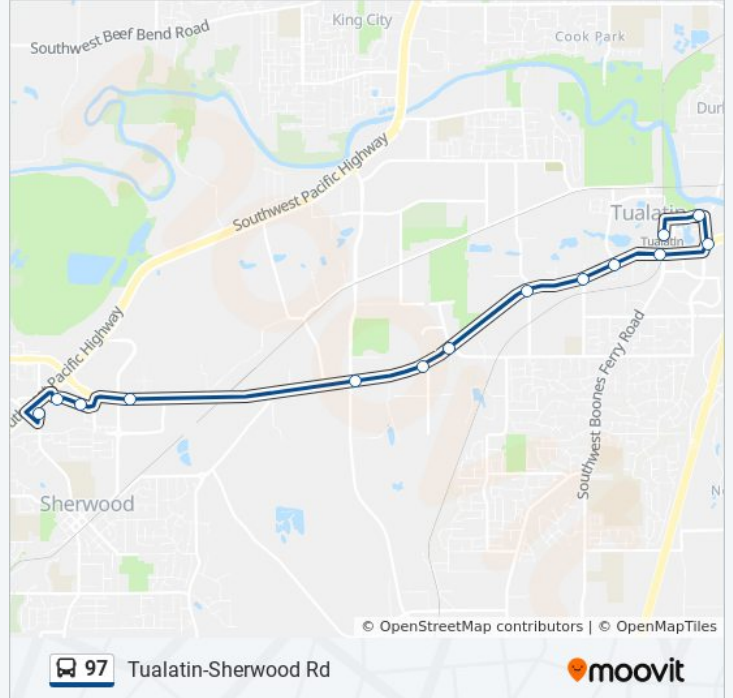 King City
Southwest Beef Bend Road
Cook Park
Southwest Pacific Highway
Tualatin
Tualatin
Pacific Highway
Southwest Boones Ferry Road
Sherwood
© OpenStreetMap contributors | © OpenMapTiles
97 Tualatin-Sherwood Rd
moovit